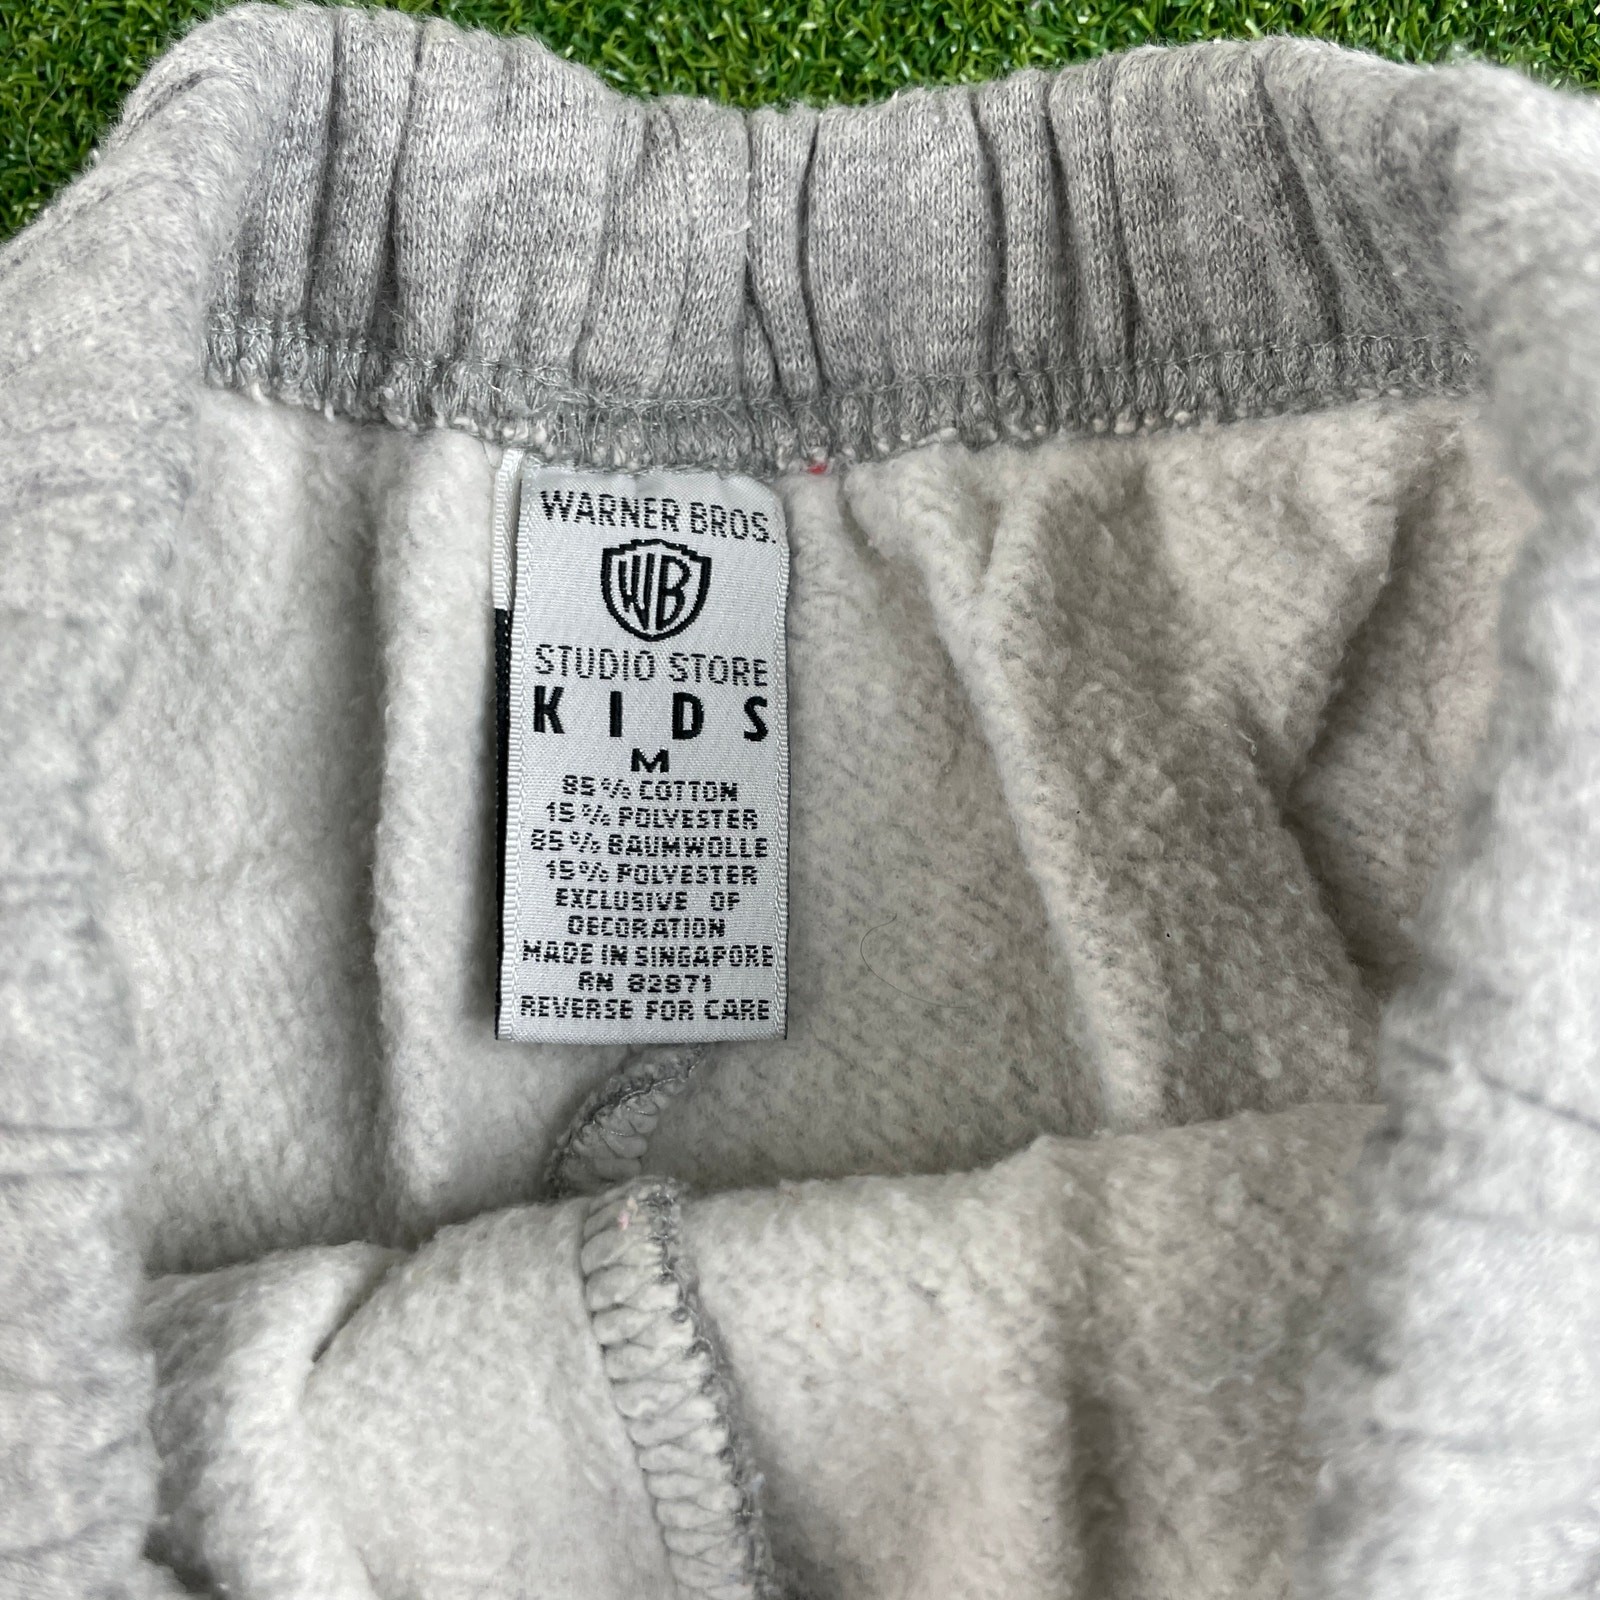 WARNER BROS.
WB
STUDIO STORE
KIDS
M
85% COTTON
15% POLYESTER
85% BAUMWOLLE
15% POLYESTER
EXCLUSIVE OF
DECORATION
MADE IN SINGAPORE
RN 82871
REVERSE FOR CARE